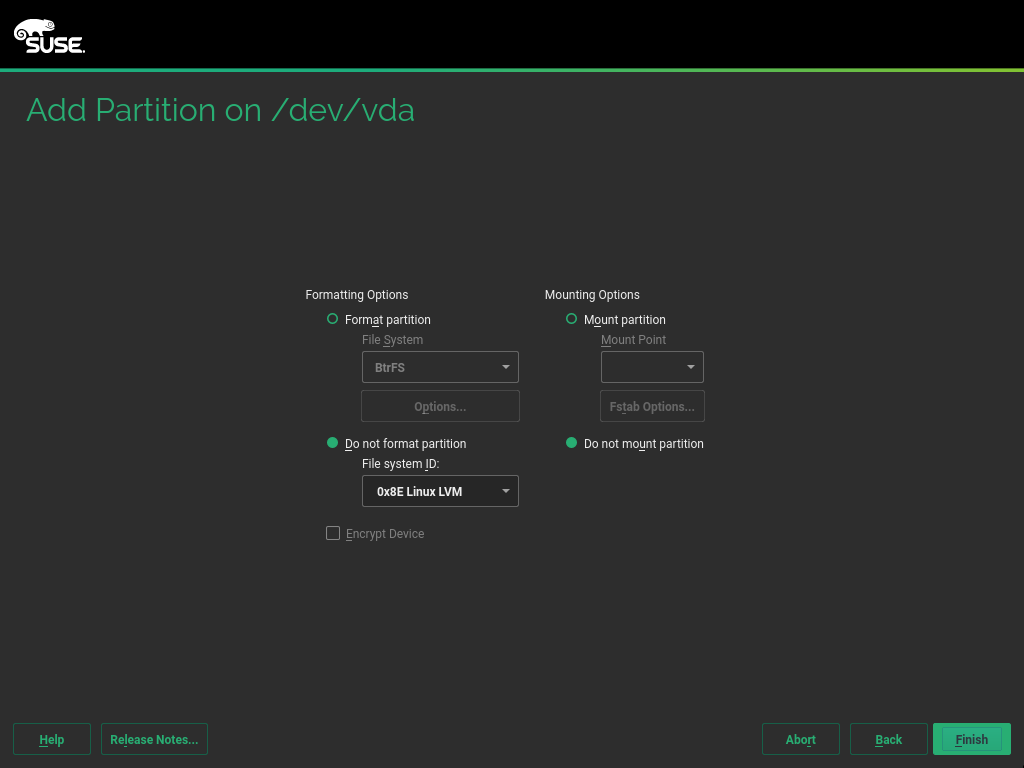 SUSE.
Add Partition on /dev/vda
Formatting Options
Format partition
File System
BtrFS
Options...
Do not format partition
File system ID:
0x8E Linux LVM
Encrypt Device
Mounting Options
Mount partition
Mount Point
Fstab Options...
Do not mount partition
Help
Release Notes...
Abort
Back
Finish